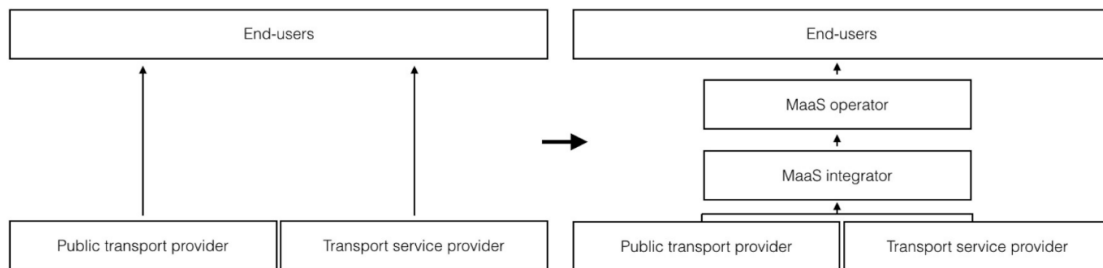 End-users
Public transport provider
Transport service provider
End-users
MaaS operator
MaaS integrator
Public transport provider
Transport service provider